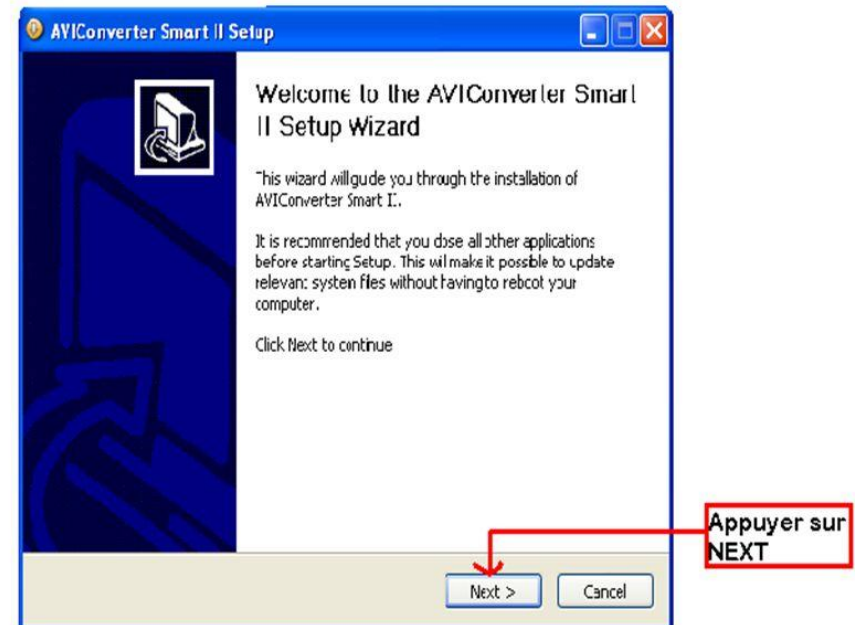 AVIConverter Smart II Setup
Welcome to the AVIConverter Smart
II Setup Wizard
This wizard will guide you through the installation of
AVIConverter Smart II.
It is recommended that you close all other applications
before starting Setup. This will make it possible to update
relevant system files without having to reboot your
computer.
Click Next to continue
Appuyer sur
NEXT
Next >
Cancel